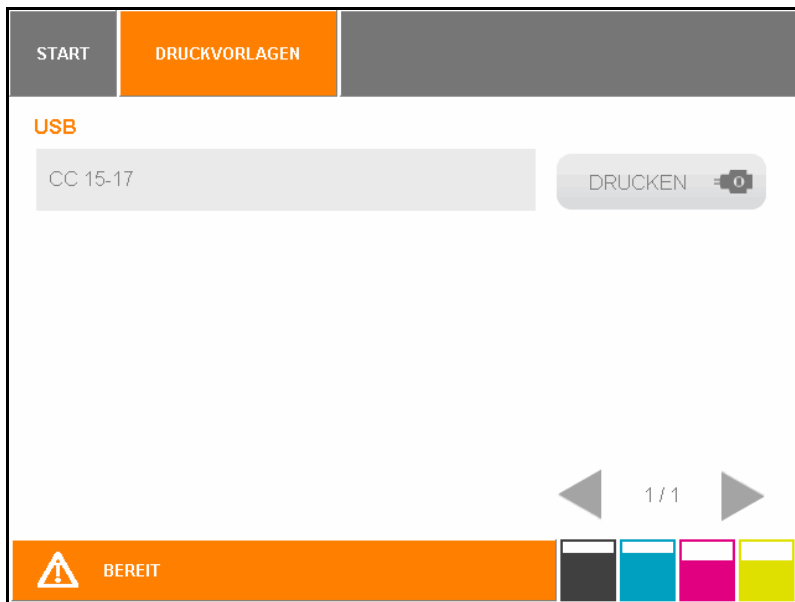 START
DRUCKVORLAGEN
USB
CC 15-17
DRUCKEN
1 / 1
BEREIT